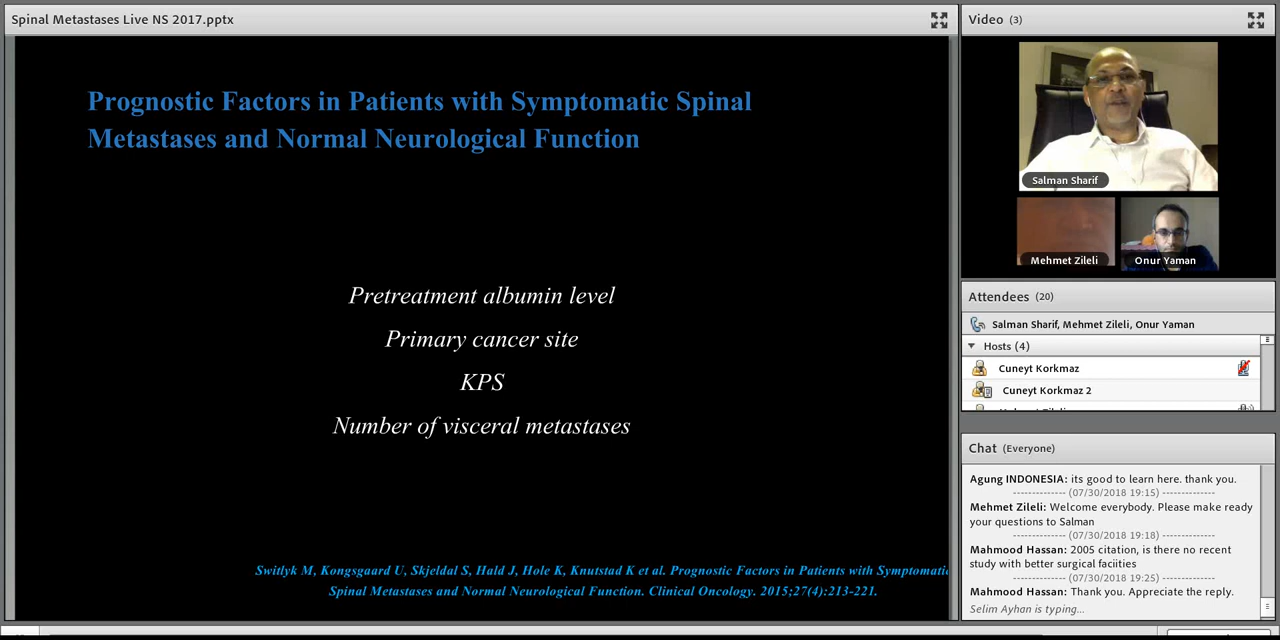 Spinal Metastases Live NS 2017.pptx
Prognostic Factors in Patients with Symptomatic Spinal
Metastases and Normal Neurological Function
Pretreatment albumin level
Primary cancer site
KPS
Number of visceral metastases
Switlyk M, Kongsgaard U, Skjeldal S, Hald J, Hole K, Knutstad K et al. Prognostic Factors in Patients with Symptomatic
Spinal Metastases and Normal Neurological Function. Clinical Oncology. 2015;27(4):213-221.
Video (3)
Salman Sharif
Mehmet Zileli
Onur Yaman
Attendees (20)
Salman Sharif, Mehmet Zileli, Onur Yaman
Hosts (4)
Cuneyt Korkmaz
Cuneyt Korkmaz 2
Chat (Everyone)
Agung INDONESIA: its good to learn here. thank you.
-------------- (07/30/2018 19:15) --------------
Mehmet Zileli: Welcome everybody. Please make ready
your questions to Salman
-------------- (07/30/2018 19:18) --------------
Mahmood Hassan: 2005 citation, is there no recent
study with better surgical faciities
-------------- (07/30/2018 19:25) --------------
Mahmood Hassan: Thank you. Appreciate the reply.
Selim Ayhan is typing...